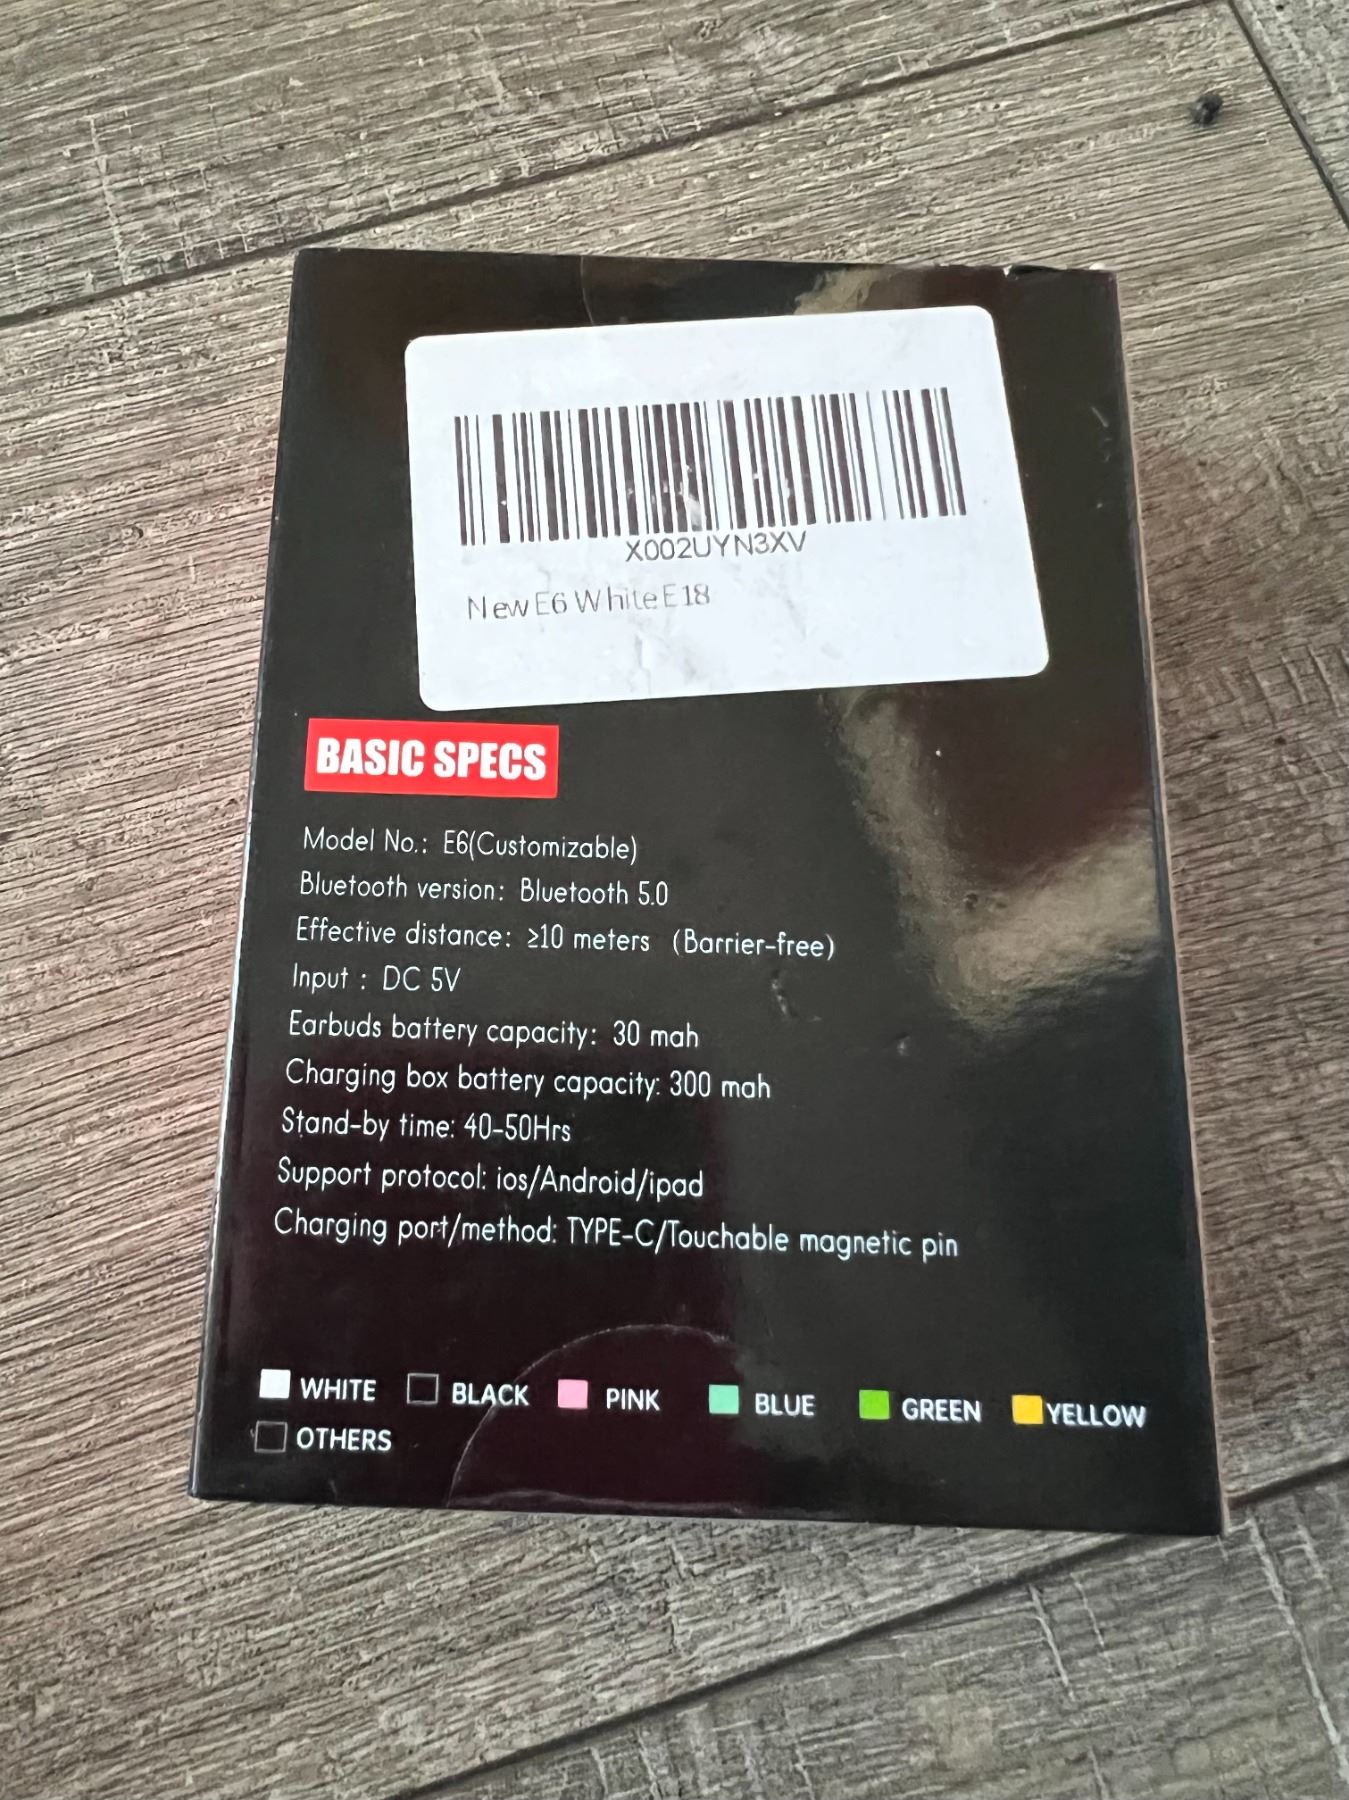 X002UYN3XV
New E6 White E18
BASIC SPECS
Model No.: E6(Customizable)
Bluetooth version: Bluetooth 5.0
Effective distance: ≥10 meters (Barrier-free)
Input : DC 5V
Earbuds battery capacity: 30 mah
Charging box battery capacity: 300 mah
Stand-by time: 40-50Hrs
Support protocol: ios/Android/ipad
Charging port/method: TYPE-C/Touchable magnetic pin
WHITE BLACK PINK BLUE GREEN YELLOW
OTHERS